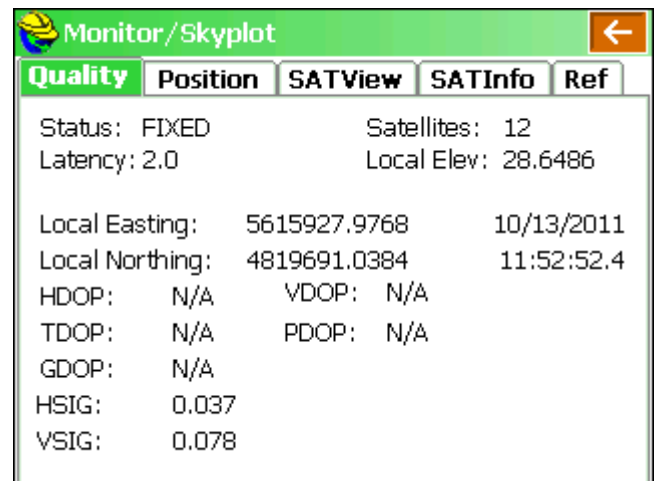 Monitor/Skyplot
Quality Position SATView SATInfo Ref
Status: FIXED Satellites: 12
Latency: 2.0 Local Elev: 28.6486
Local Easting: 5615927.9768 10/13/2011
Local Northing: 4819691.0384 11:52:52.4
HDOP: N/A VDOP: N/A
TDOP: N/A PDOP: N/A
GDOP: N/A
HSIG: 0.037
VSIG: 0.078